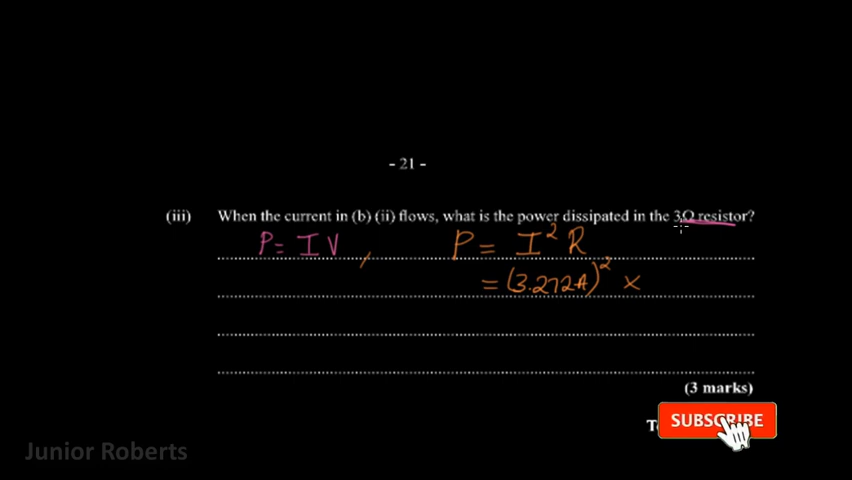 - 21 -
(iii) When the current in (b) (ii) flows, what is the power dissipated in the 3Ω resistor?
P = IV , P = I² R
= (3.272A)² ×
(3 marks)
SUBSCRIBE
Junior Roberts